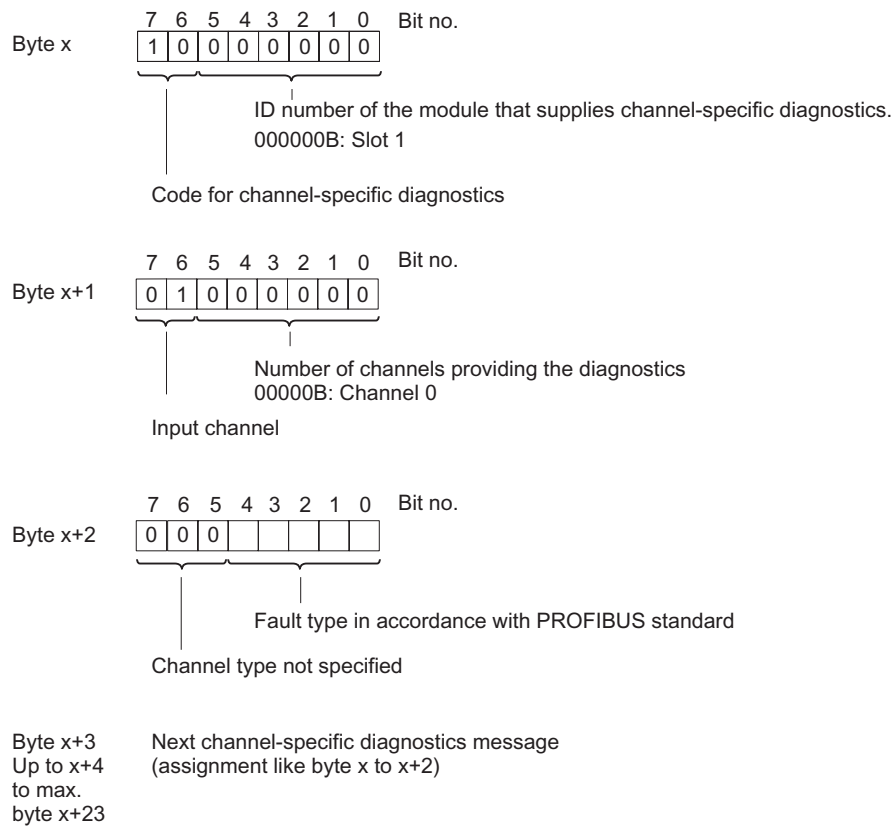 7 6 5 4 3 2 1 0 Bit no.
Byte x 1 0 0 0 0 0 0 0
ID number of the module that supplies channel-specific diagnostics.
000000B: Slot 1
Code for channel-specific diagnostics
7 6 5 4 3 2 1 0 Bit no.
Byte x+1 0 1 0 0 0 0 0 0
Number of channels providing the diagnostics
00000B: Channel 0
Input channel
7 6 5 4 3 2 1 0 Bit no.
Byte x+2 0 0 0
Fault type in accordance with PROFIBUS standard
Channel type not specified
Byte x+3 Next channel-specific diagnostics message
Up to x+4 (assignment like byte x to x+2)
to max.
byte x+23